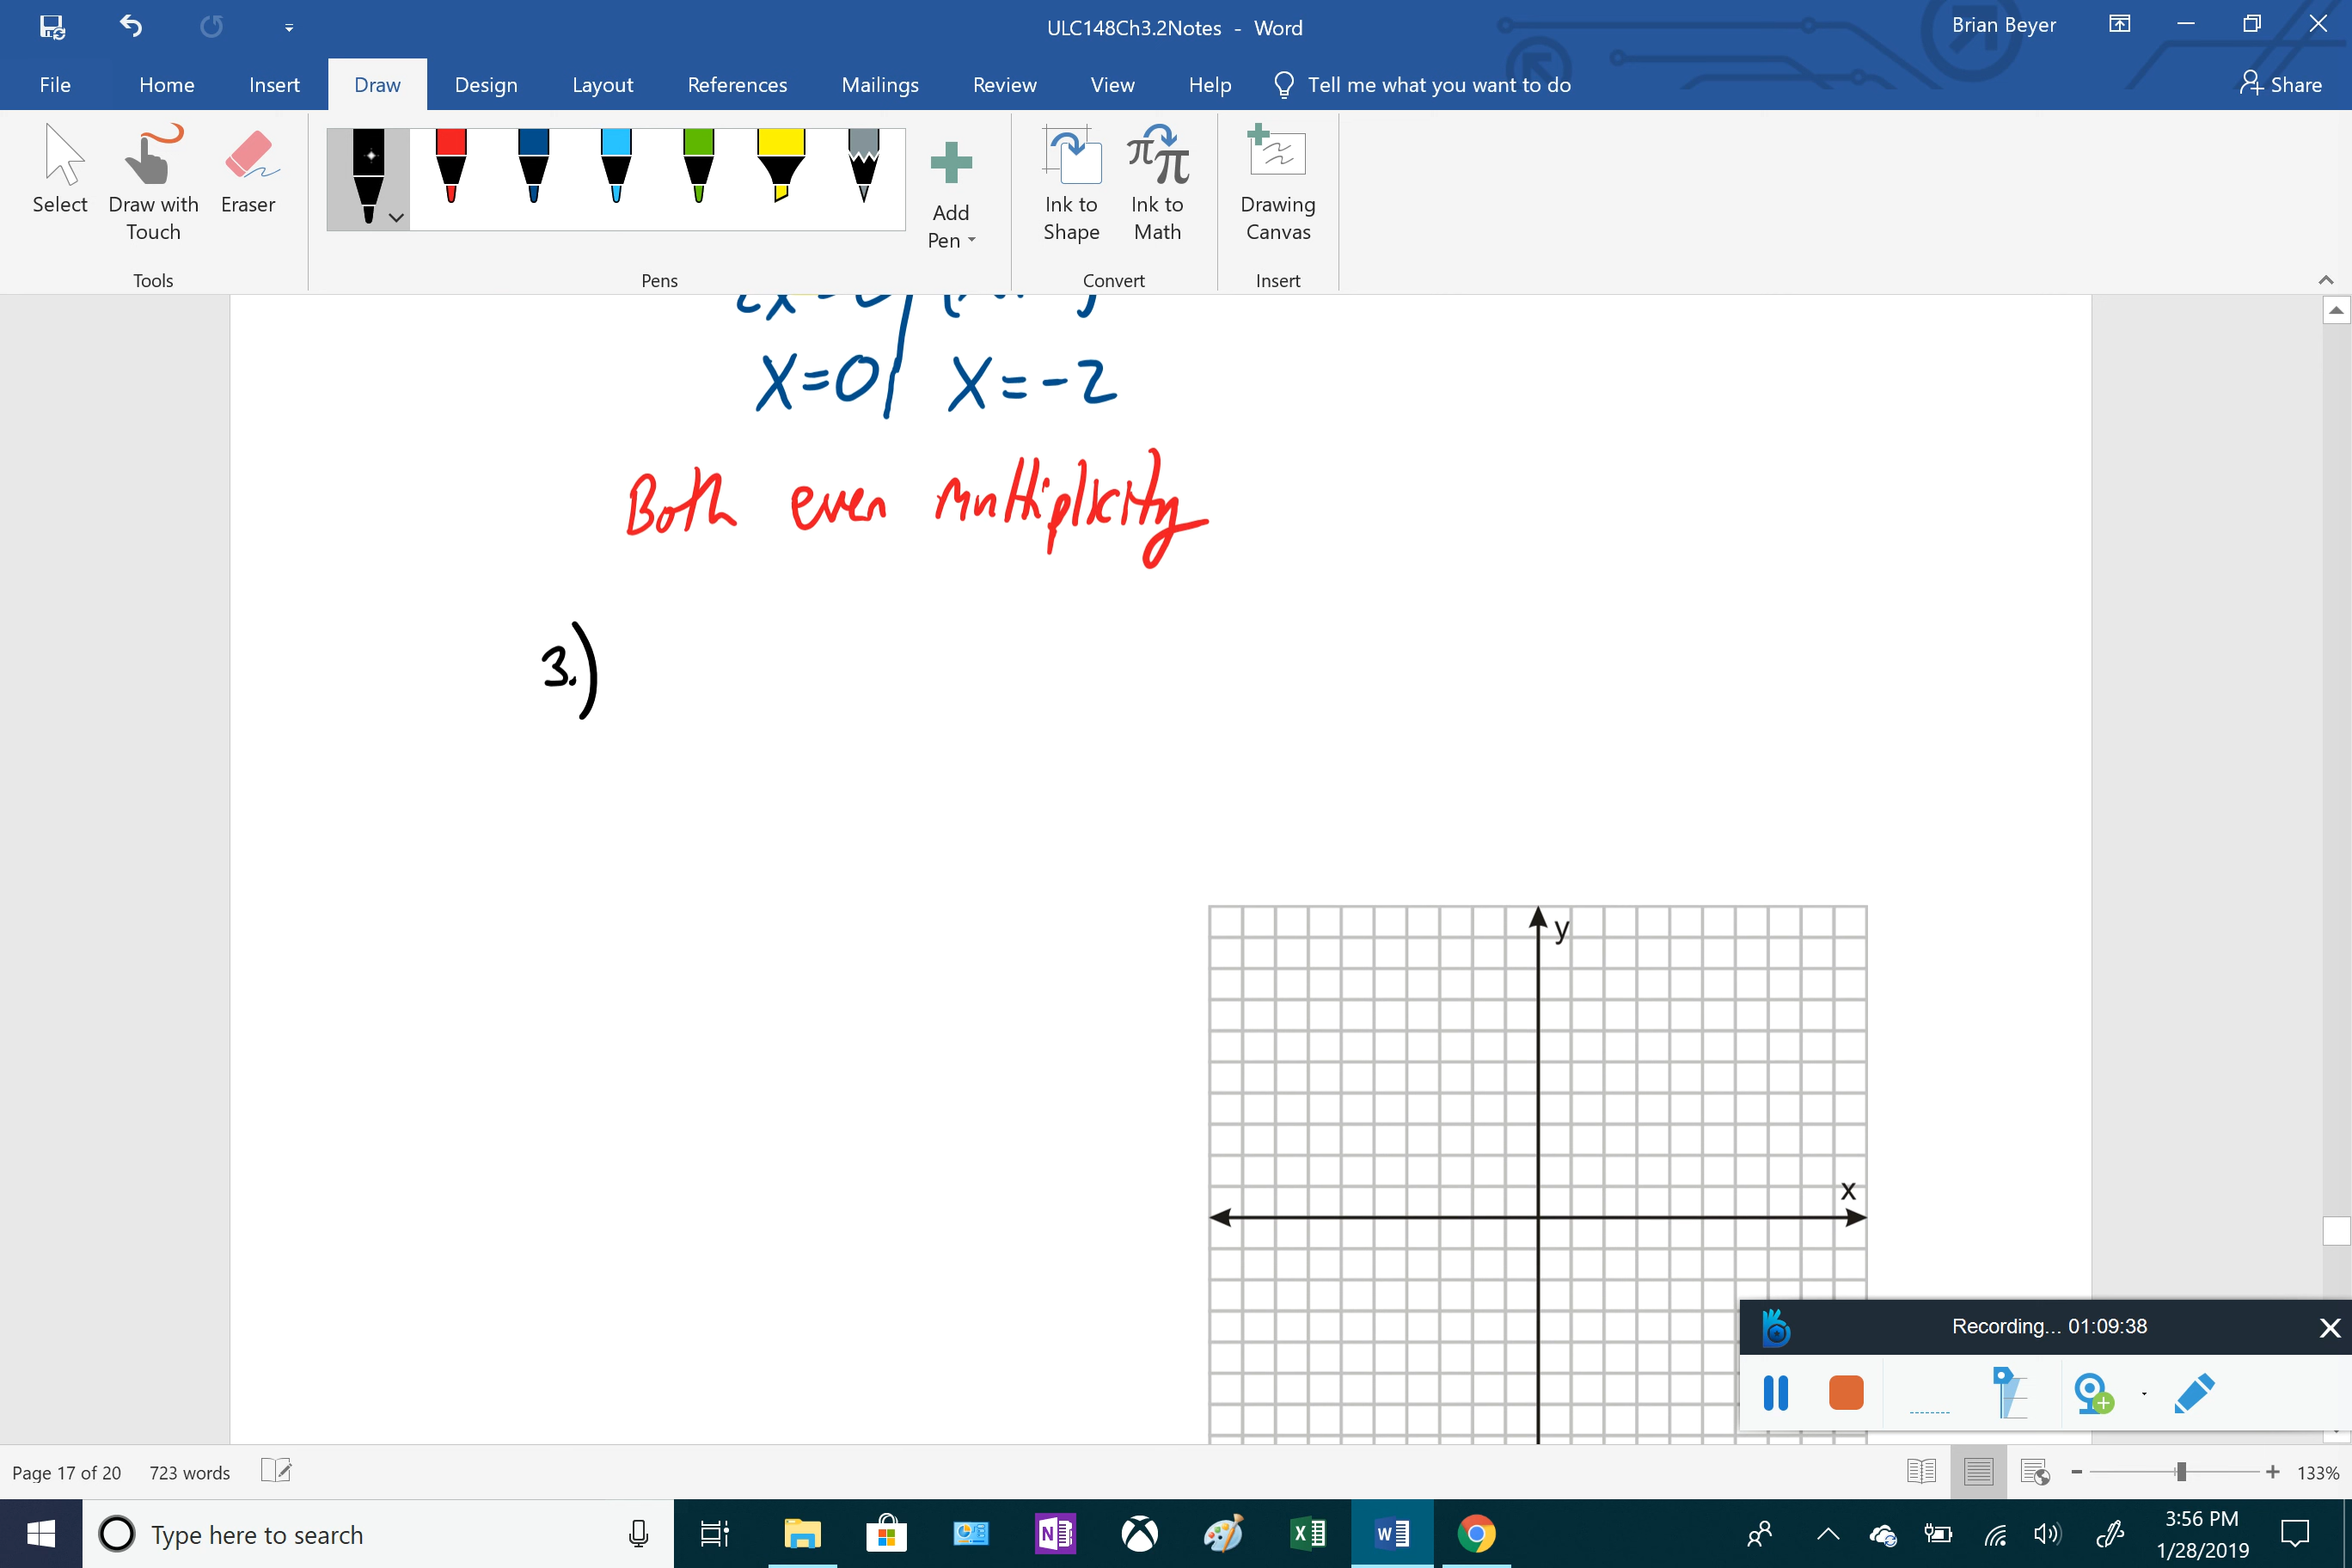 ULC148Ch3.2Notes - Word
Brian Beyer
File Home Insert Draw Design Layout References Mailings Review View Help Tell me what you want to do Share
Select
Draw with Touch
Eraser
Add Pen
Ink to Shape
Ink to Math
Drawing Canvas
Tools
Pens
Convert
Insert
X=0 X=-2
Both even multiplicity
3.)
y
x
Recording... 01:09:38
Page 17 of 20 723 words
133%
Type here to search
3:56 PM
1/28/2019